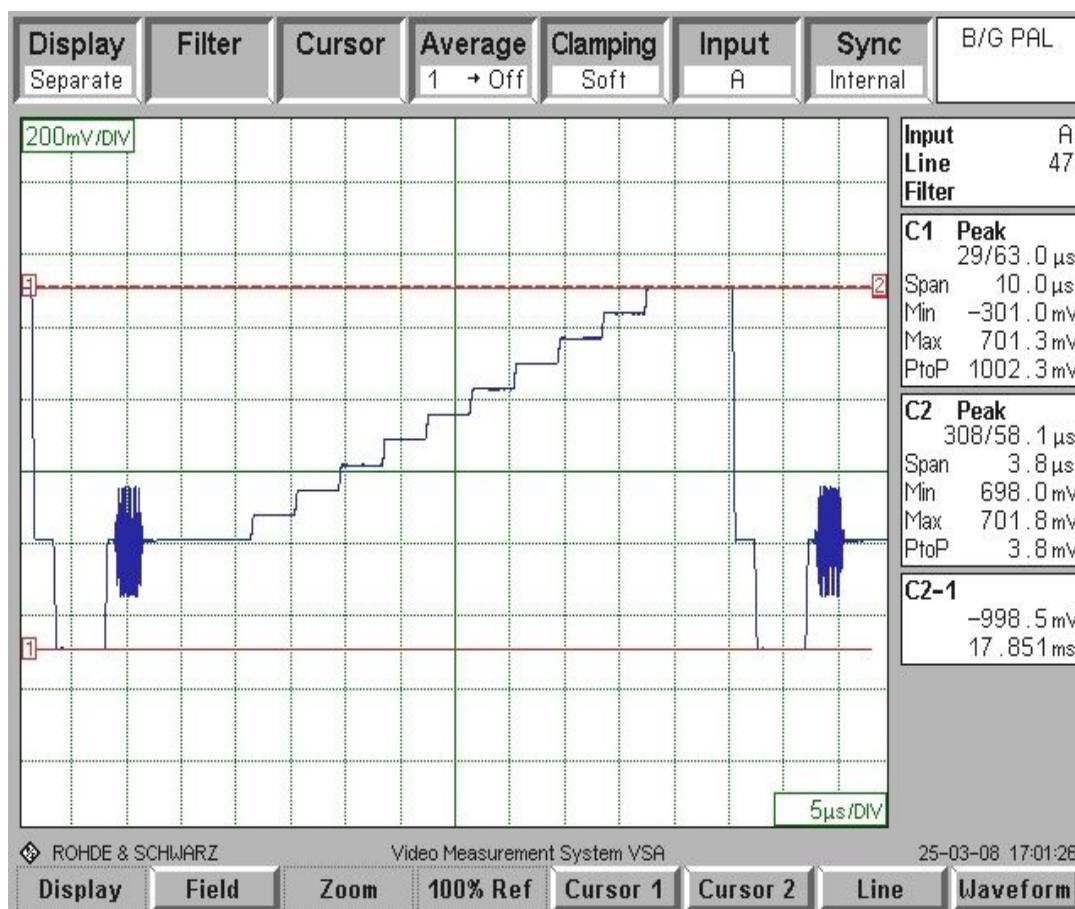 Display Filter Cursor Average Clamping Input Sync B/G PAL
Separate 1 → Off Soft A Internal
200mV/DIV
Input A
Line 47
Filter
C1 Peak
29/63.0 µs
Span 10.0 µs
Min -301.0 mV
Max 701.3 mV
PtoP 1002.3 mV
C2 Peak
308/58.1 µs
Span 3.8 µs
Min 698.0 mV
Max 701.8 mV
PtoP 3.8 mV
C2-1
-998.5 mV
17.851 ms
1 2
1
5µs/DIV
ROHDE & SCHWARZ Video Measurement System VSA 25-03-08 17:01:26
Display Field Zoom 100% Ref Cursor 1 Cursor 2 Line Waveform